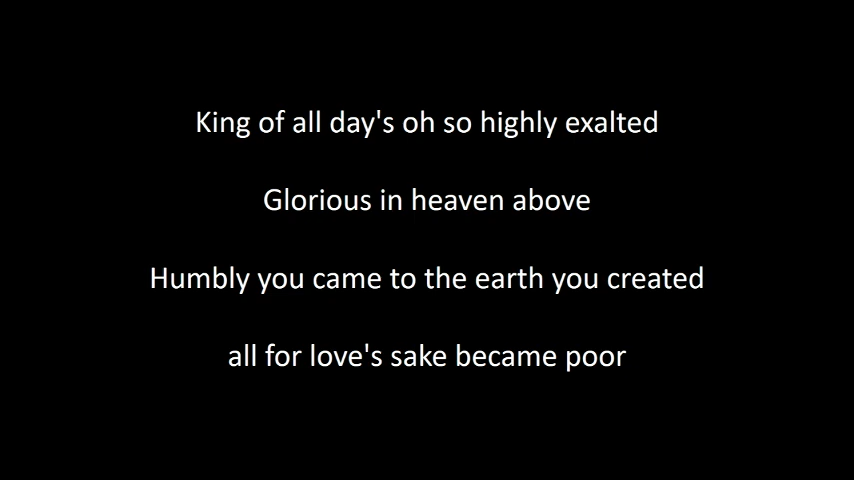 King of all day's oh so highly exalted
Glorious in heaven above
Humbly you came to the earth you created
all for love's sake became poor